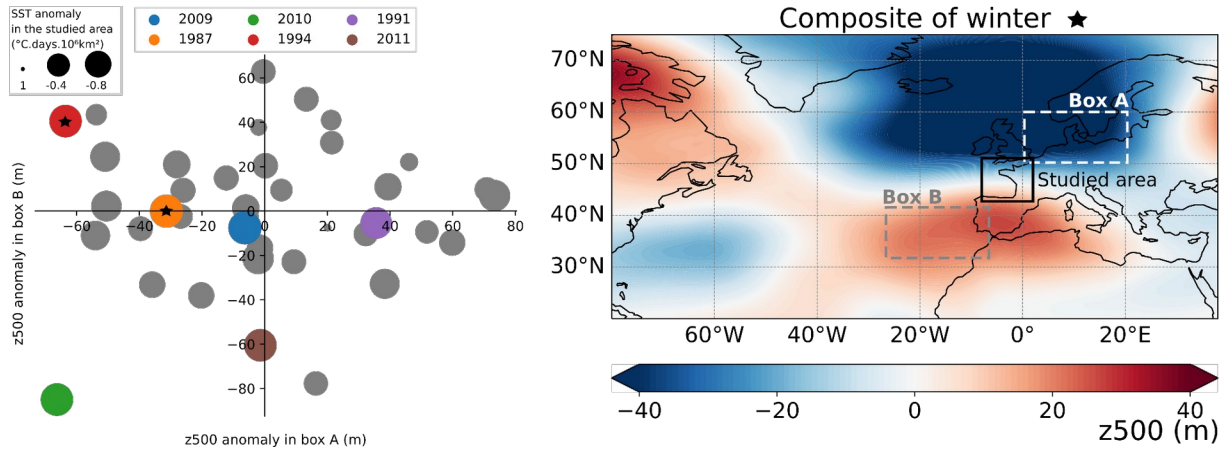 SST anomaly
in the studied area
(°C.days.10⁶km²)
1 -0.4 -0.8
2009 2010 1991
1987 1994 2011
60
40
20
0
−20
−40
−60
−80
−60 −40 −20 0 20 40 60 80
z500 anomaly in box B (m)
z500 anomaly in box A (m)
Composite of winter ★
70°N
60°N
50°N
40°N
30°N
Box A
Studied area
Box B
60°W 40°W 20°W 0° 20°E
−40 −20 0 20 40
z500 (m)